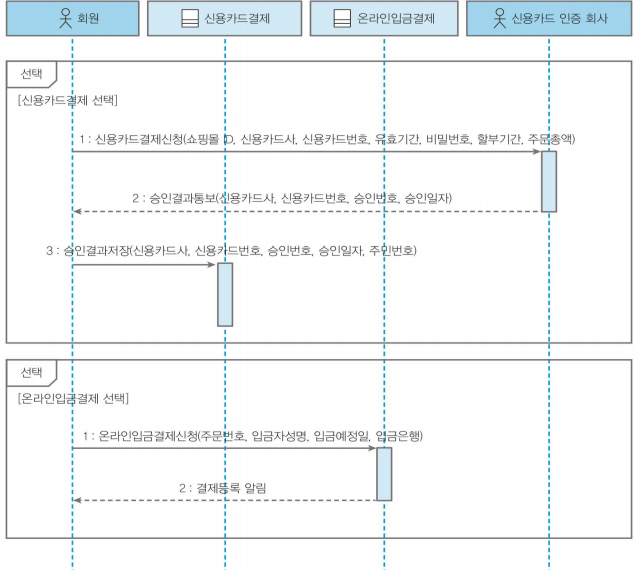 회원
신용카드결제
온라인입금결제
신용카드 인증 회사
선택
[신용카드결제 선택]
1 : 신용카드결제신청(쇼핑몰 ID, 신용카드사, 신용카드번호, 유효기간, 비밀번호, 할부기간, 주문총액)
2 : 승인결과통보(신용카드사, 신용카드번호, 승인번호, 승인일자)
3 : 승인결과저장(신용카드사, 신용카드번호, 승인번호, 승인일자, 주민번호)
선택
[온라인입금결제 선택]
1 : 온라인입금결제신청(주문번호, 입금자성명, 입금예정일, 입금은행)
2 : 결제등록 알림